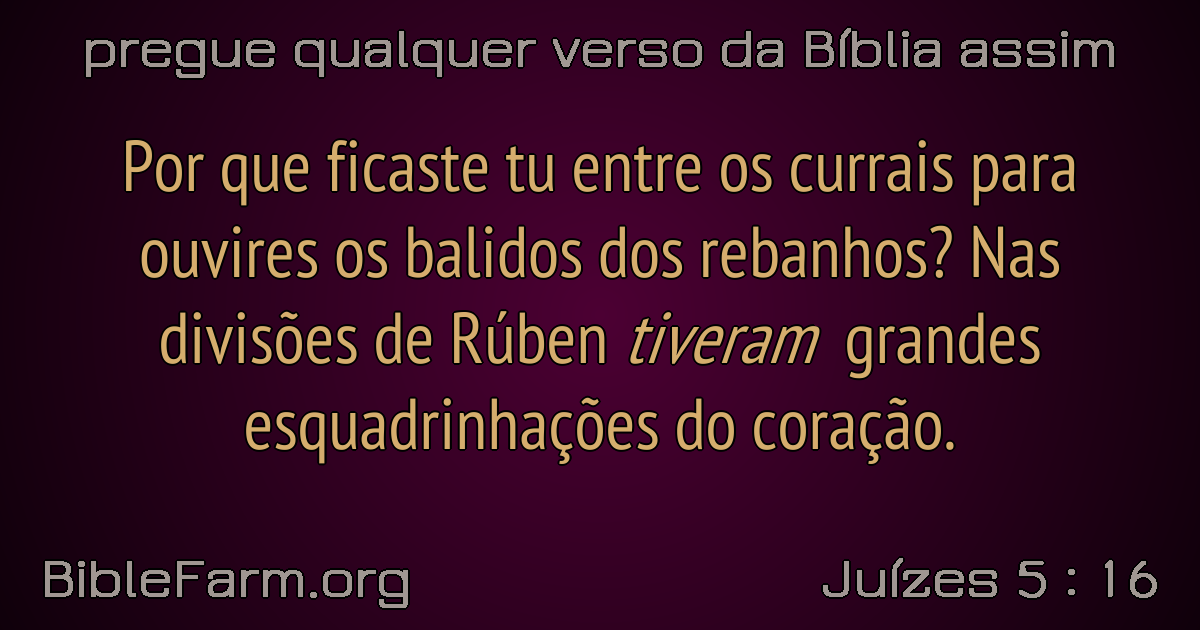 pregue qualquer verso da Bíblia assim
Por que ficaste tu entre os currais para
ouvires os balidos dos rebanhos? Nas
divisões de Rúben tiveram grandes
esquadrinhações do coração.
BibleFarm.org
Juízes 5 : 16